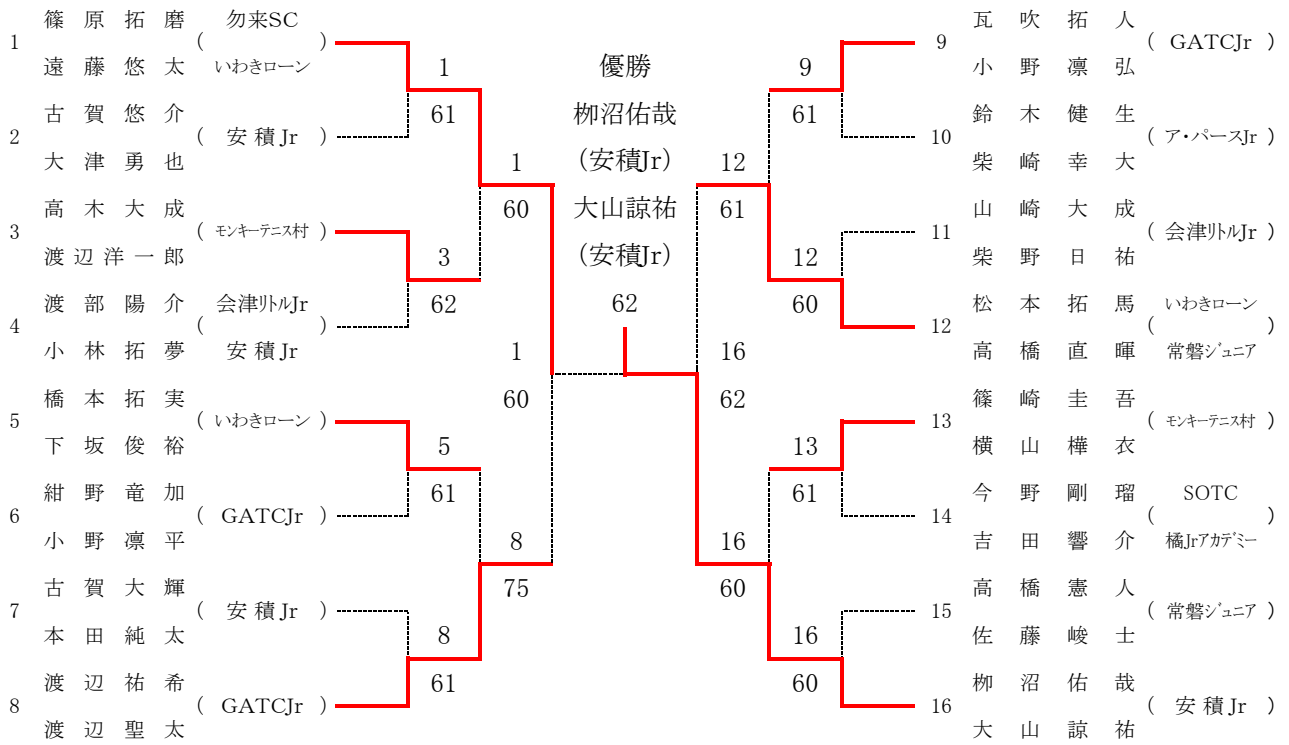 篠原拓磨 勿来SC
1 ( )
遠藤悠太 いわきローン
古賀悠介
2 ( 安積Jr )
大津勇也
高木大成
3 ( モンキーテニス村 )
渡辺洋一郎
渡部陽介 会津リトルJr
4 ( )
小林拓夢 安積Jr
橋本拓実
5 ( いわきローン )
下坂俊裕
紺野竜加
6 ( GATCJr )
小野凛平
古賀大輝
7 ( 安積Jr )
本田純太
渡辺祐希
8 ( GATCJr )
渡辺聖太
1
61
3
62
5
61
8
61
1
60
8
75
1
60
優勝
栁沼佑哉
(安積Jr)
大山諒祐
(安積Jr)
62
16
62
12
61
16
60
9
61
12
60
13
61
16
60
瓦吹拓人
9 ( GATCJr )
小野凛弘
鈴木健生
10 ( ア・パースJr )
柴崎幸大
山崎大成
11 ( 会津リトルJr )
柴野日祐
松本拓馬 いわきローン
12 ( )
高橋直暉 常磐ジュニア
篠崎圭吾
13 ( モンキーテニス村 )
横山樺衣
今野剛瑠 SOTC
14 ( )
吉田響介 橘Jrアカデミー
高橋憲人
15 ( 常磐ジュニア )
佐藤峻士
栁沼佑哉
16 ( 安積Jr )
大山諒祐